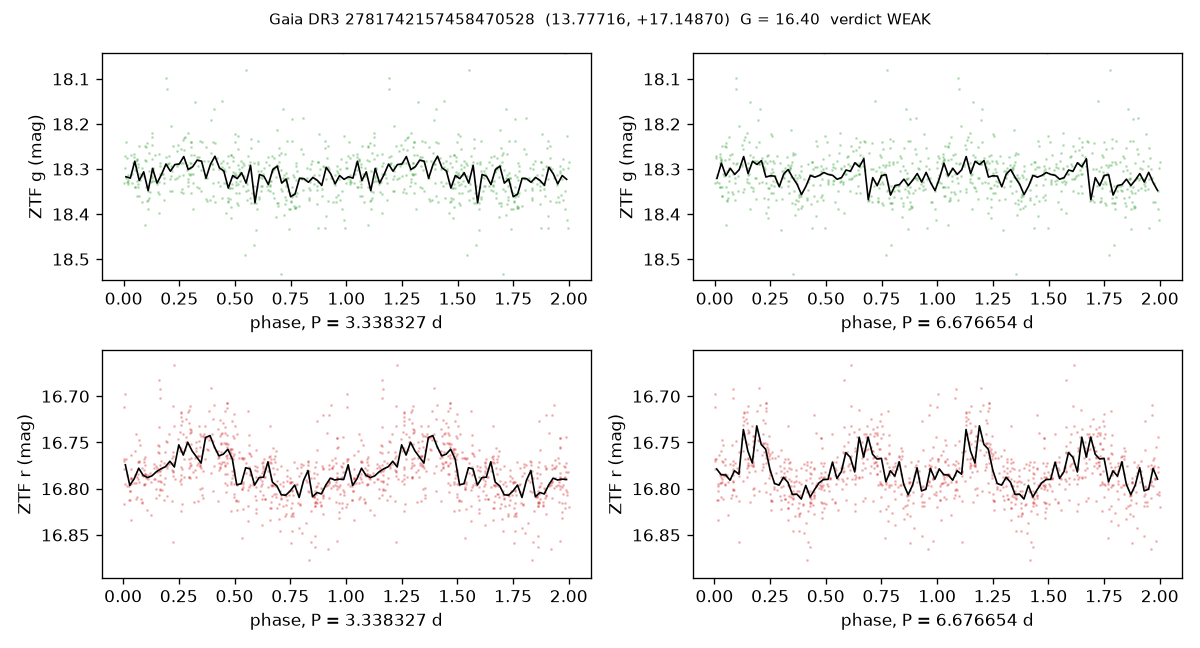 Gaia DR3 2781742157458470528 (13.77716, +17.14870) G = 16.40 verdict WEAK
ZTF g (mag)
18.1
18.2
18.3
18.4
18.5
0.00 0.25 0.50 0.75 1.00 1.25 1.50 1.75 2.00
phase, P = 3.338327 d
ZTF g (mag)
18.1
18.2
18.3
18.4
18.5
0.00 0.25 0.50 0.75 1.00 1.25 1.50 1.75 2.00
phase, P = 6.676654 d
ZTF r (mag)
16.70
16.75
16.80
16.85
0.00 0.25 0.50 0.75 1.00 1.25 1.50 1.75 2.00
phase, P = 3.338327 d
ZTF r (mag)
16.70
16.75
16.80
16.85
0.00 0.25 0.50 0.75 1.00 1.25 1.50 1.75 2.00
phase, P = 6.676654 d